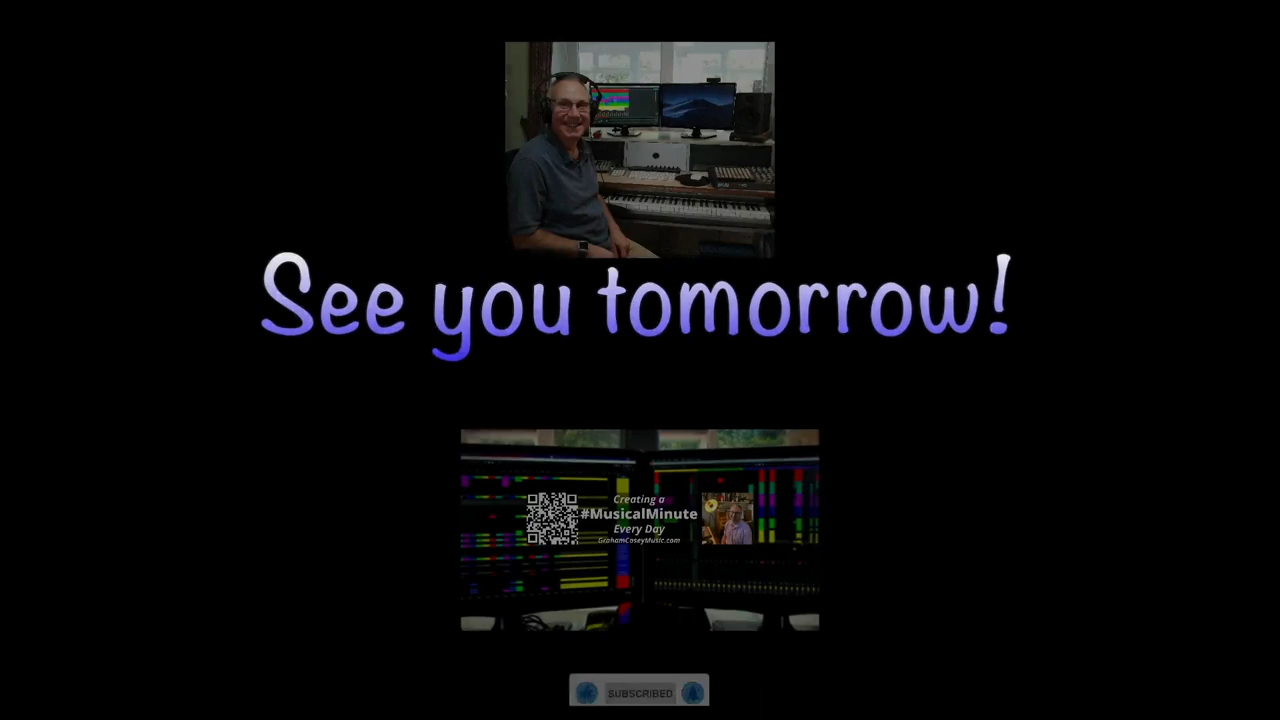 See you tomorrow!
Creating a
#MusicalMinute
Every Day
GrahamCoseyMusic.com
SUBSCRIBED